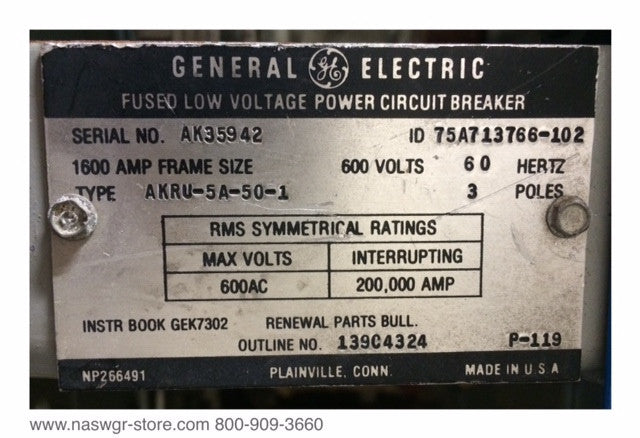 GENERAL GE ELECTRIC
FUSED LOW VOLTAGE POWER CIRCUIT BREAKER
SERIAL NO. AK35942 ID 75A713766-102
1600 AMP FRAME SIZE 600 VOLTS 60 HERTZ
TYPE AKRU-5A-50-1 3 POLES
RMS SYMMETRICAL RATINGS
MAX VOLTS INTERRUPTING
600AC 200,000 AMP
INSTR BOOK GEK7302 RENEWAL PARTS BULL.
OUTLINE NO. 139C4324 P-119
NP266491 PLAINVILLE, CONN. MADE IN U S A
www.naswgr-store.com 800-909-3660